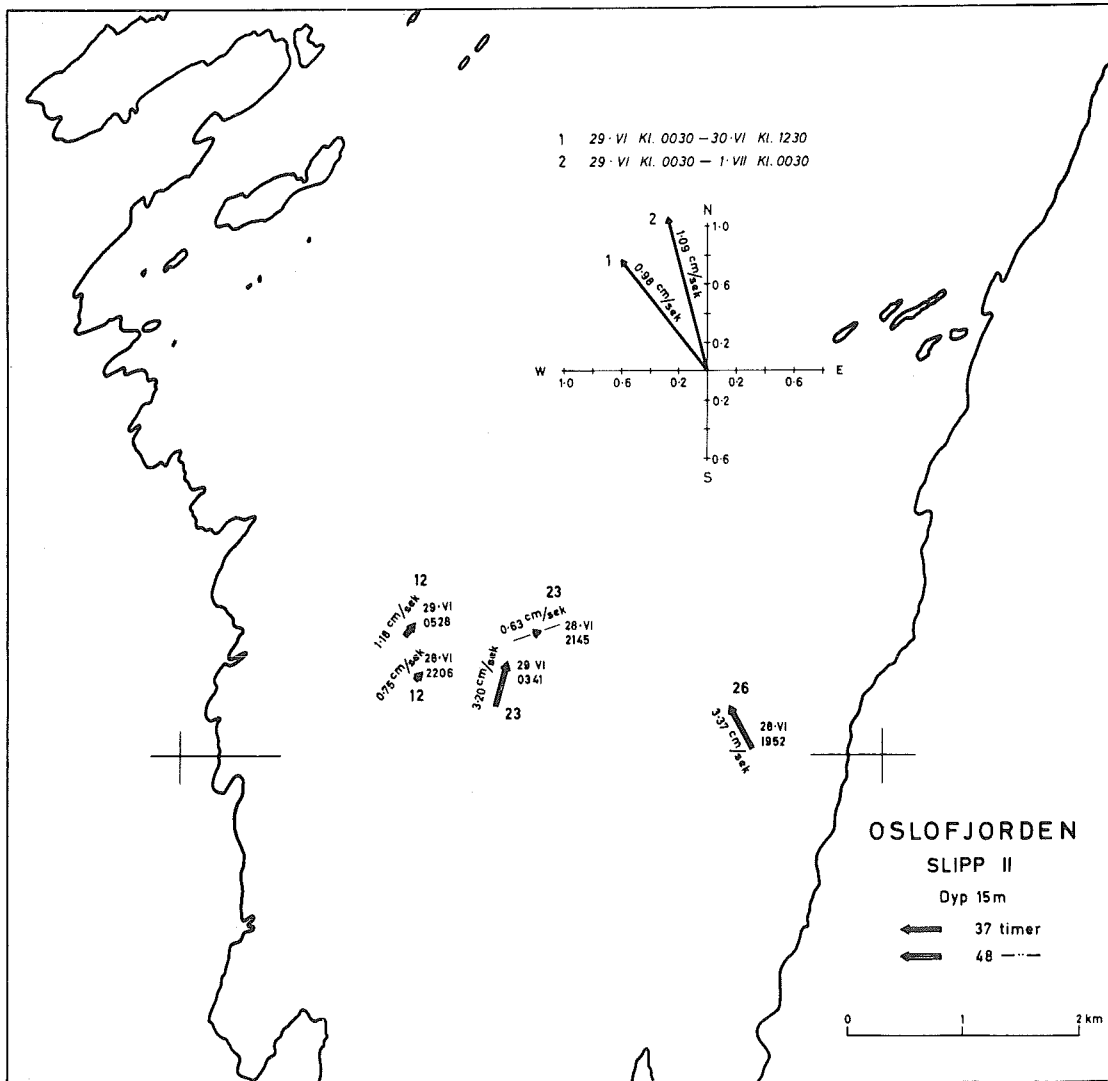 1 29·VI Kl. 0030 — 30·VI Kl. 1230
2 29·VI Kl. 0030 — 1·VII Kl. 0030
N
2
1·0
1·09 cm/sek
1
0·98 cm/sek
0·6
0·2
W
1·0
0·6
0·2
0·2
0·6
E
0·2
0·6
S
12
1·18 cm/sek
29·VI
0528
0·75 cm/sek
28·VI
2206
12
23
0·63 cm/sek
28·VI
2145
3·20 cm/sek
29 VI
0341
23
26
3·37 cm/sek
28·VI
1952
OSLOFJORDEN
SLIPP II
Dyp 15m
37 timer
48 —··—
0 1 2 km